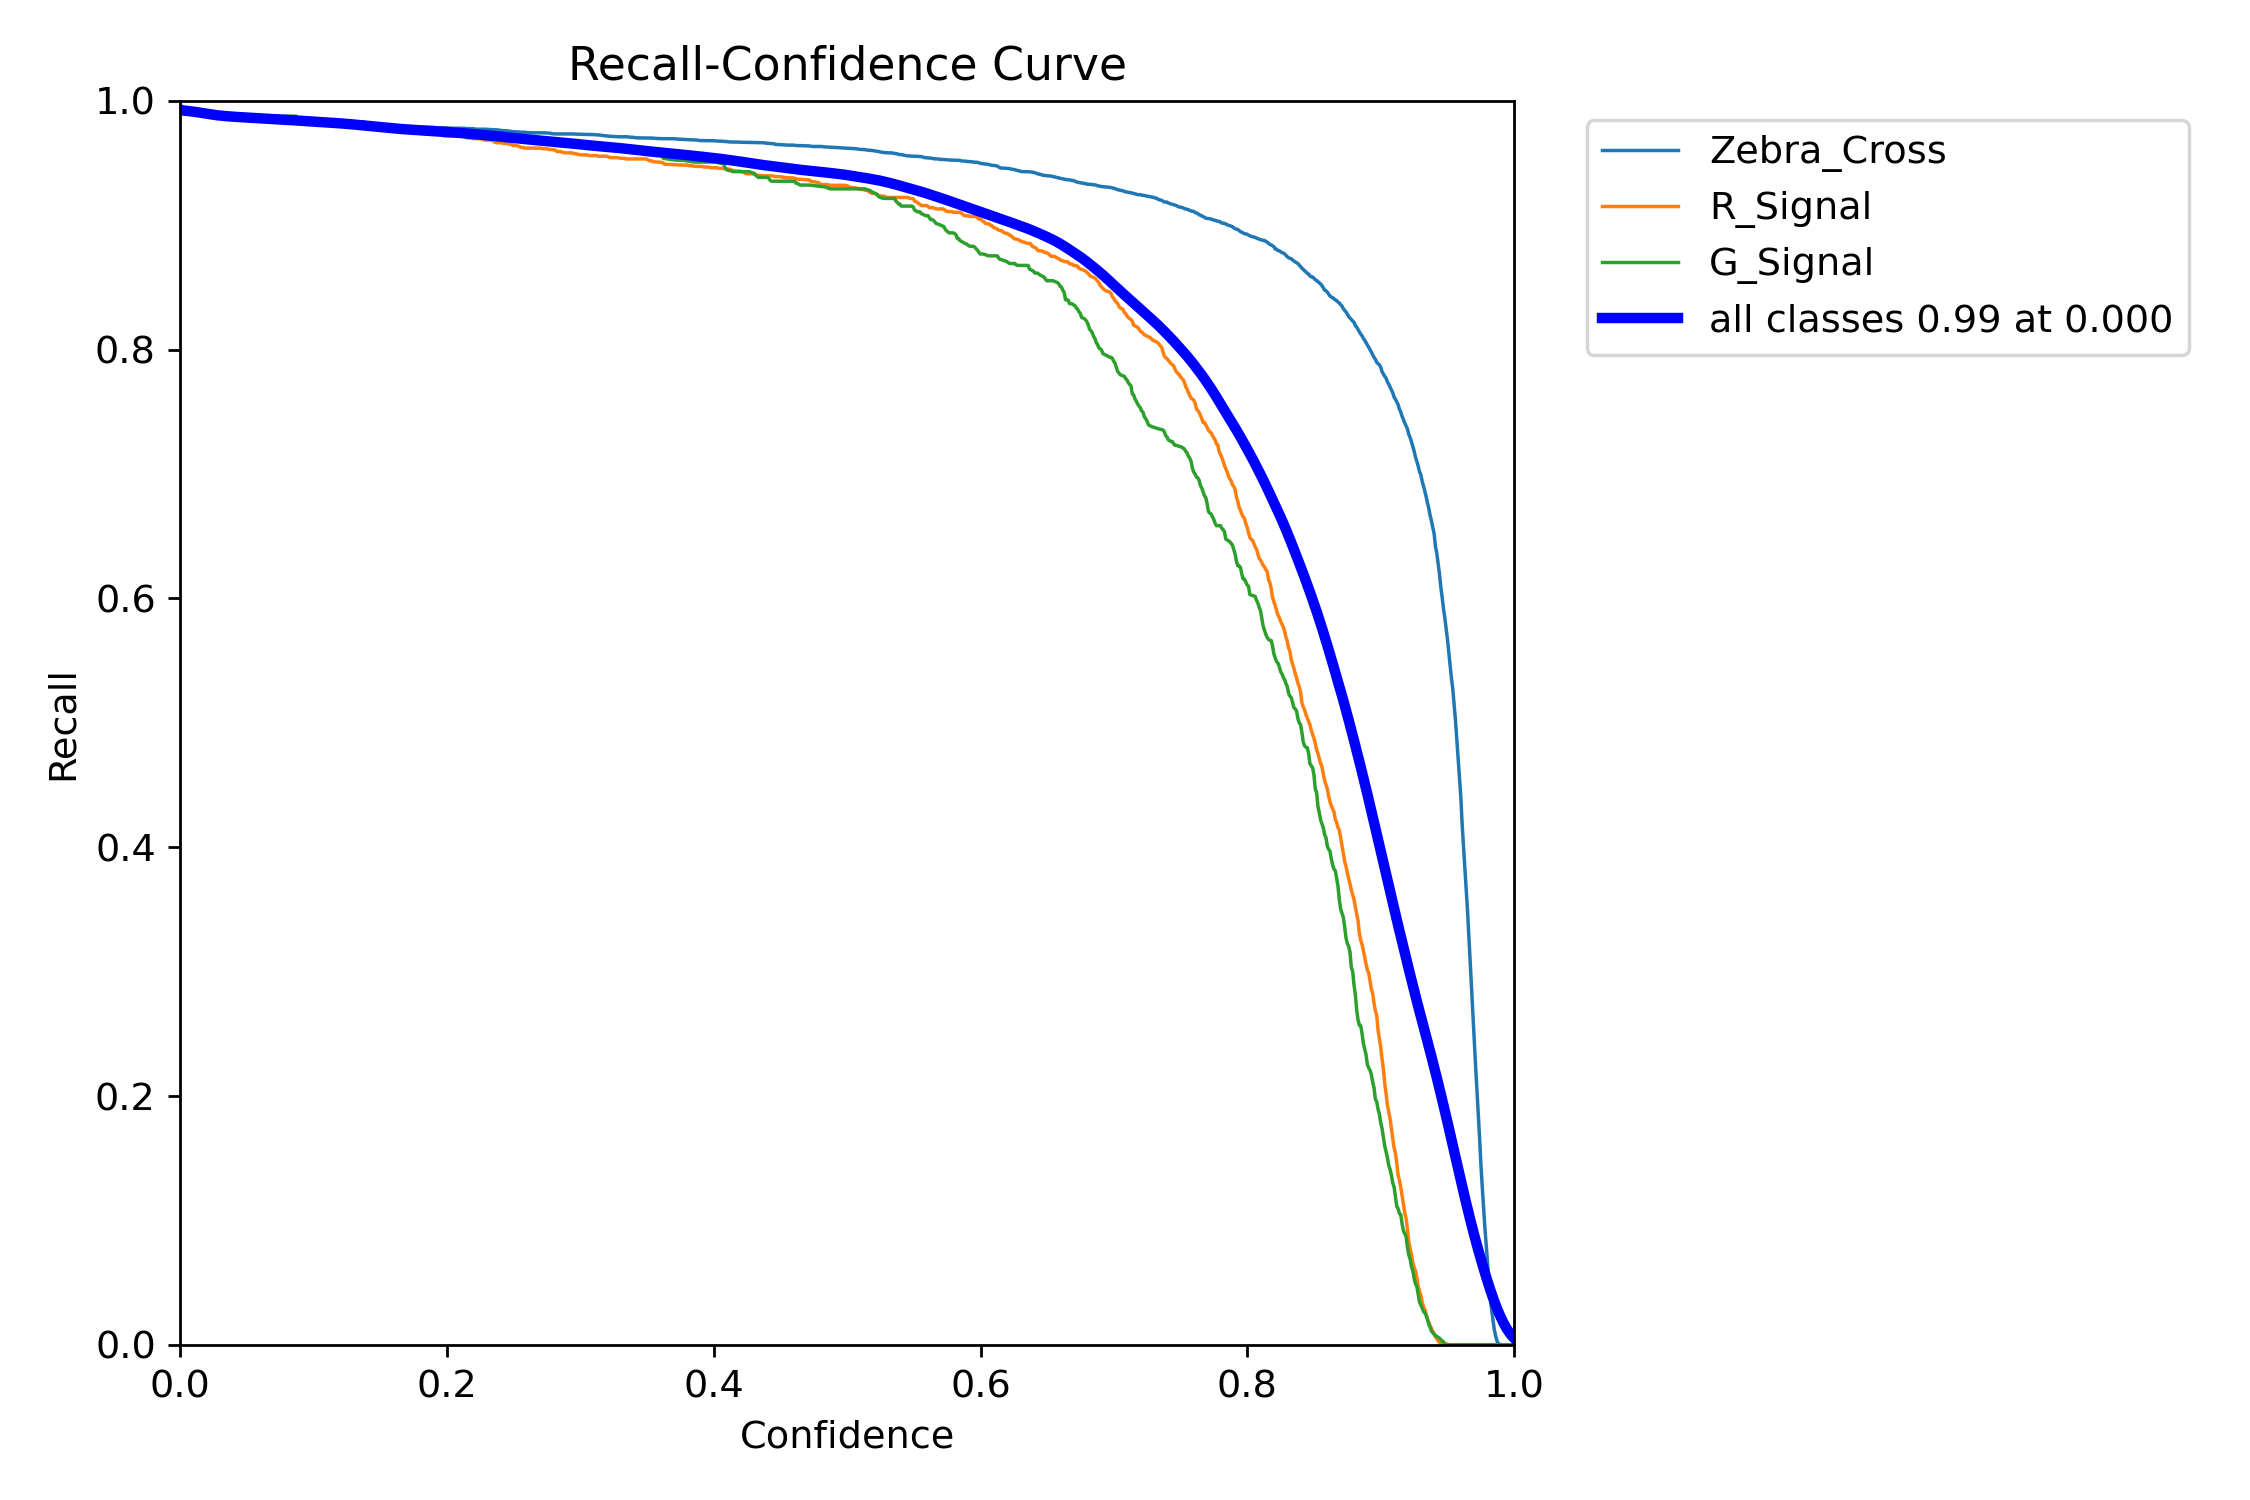 Recall-Confidence Curve
1.0
0.8
0.6
0.4
0.2
0.0
Recall
0.0 0.2 0.4 0.6 0.8 1.0
Confidence
Zebra_Cross
R_Signal
G_Signal
all classes 0.99 at 0.000